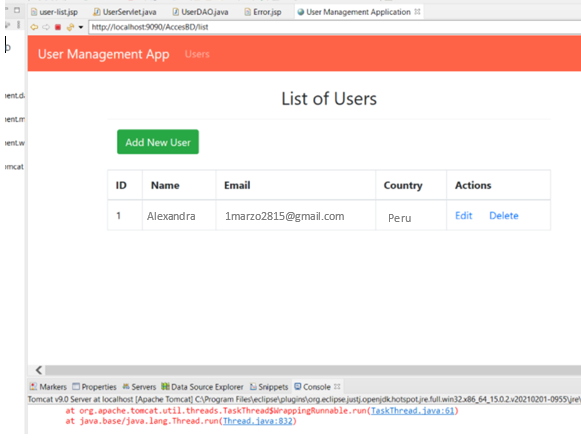 user-list.jsp UserServlet.java UserDAO.java Error.jsp User Management Application
http://localhost:9090/AccesBD/list
User Management App Users
ment.da
ment.m
ment.w
omcat
List of Users
Add New User
ID Name Email Country Actions
1 Alexandra 1marzo2815@gmail.com Peru Edit Delete
Markers Properties Servers Data Source Explorer Snippets Console
Tomcat v9.0 Server at localhost [Apache Tomcat] C:\Program Files\eclipse\plugins\org.eclipse.justj.openjdk.hotspot.jre.full.win32.x86_64_15.0.2.v20210201-0955\jre\
at org.apache.tomcat.util.threads.TaskThread$WrappingRunnable.run(TaskThread.java:61)
at java.base/java.lang.Thread.run(Thread.java:832)